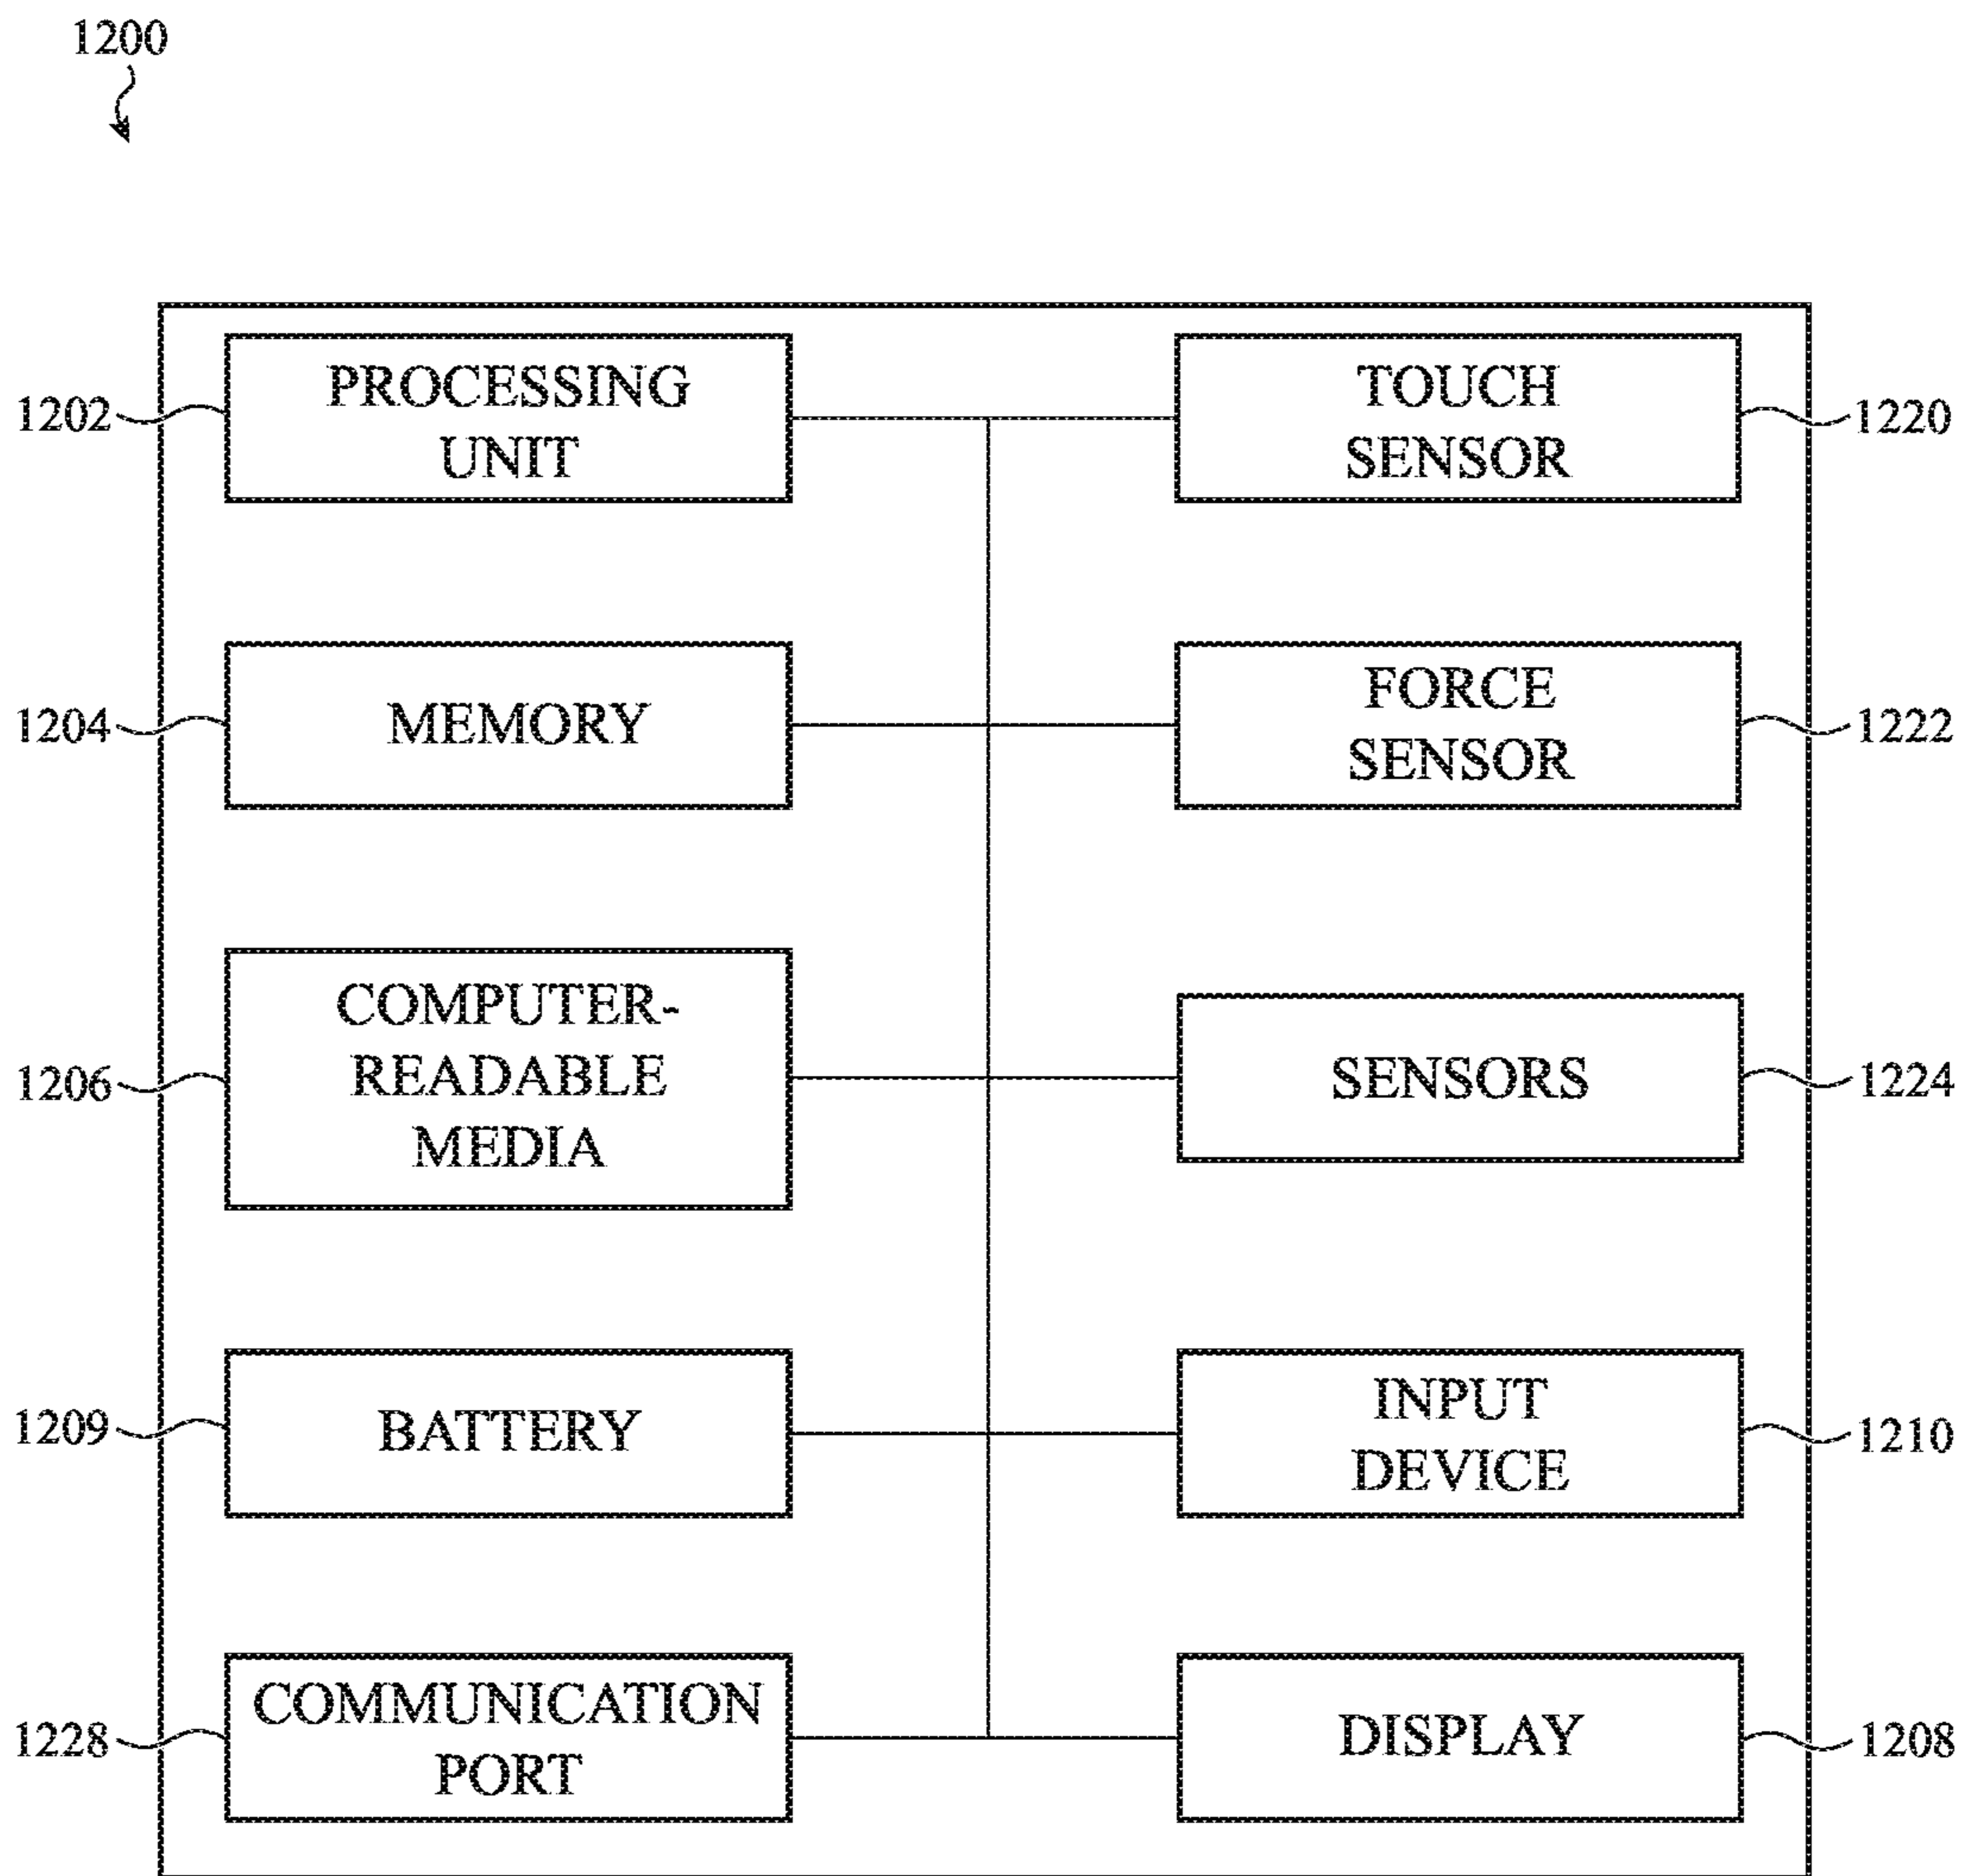 1200
1202
PROCESSING
UNIT
TOUCH
SENSOR
1220
1204
MEMORY
FORCE
SENSOR
1222
1206
COMPUTER-
READABLE
MEDIA
SENSORS
1224
1209
BATTERY
INPUT
DEVICE
1210
1228
COMMUNICATION
PORT
DISPLAY
1208